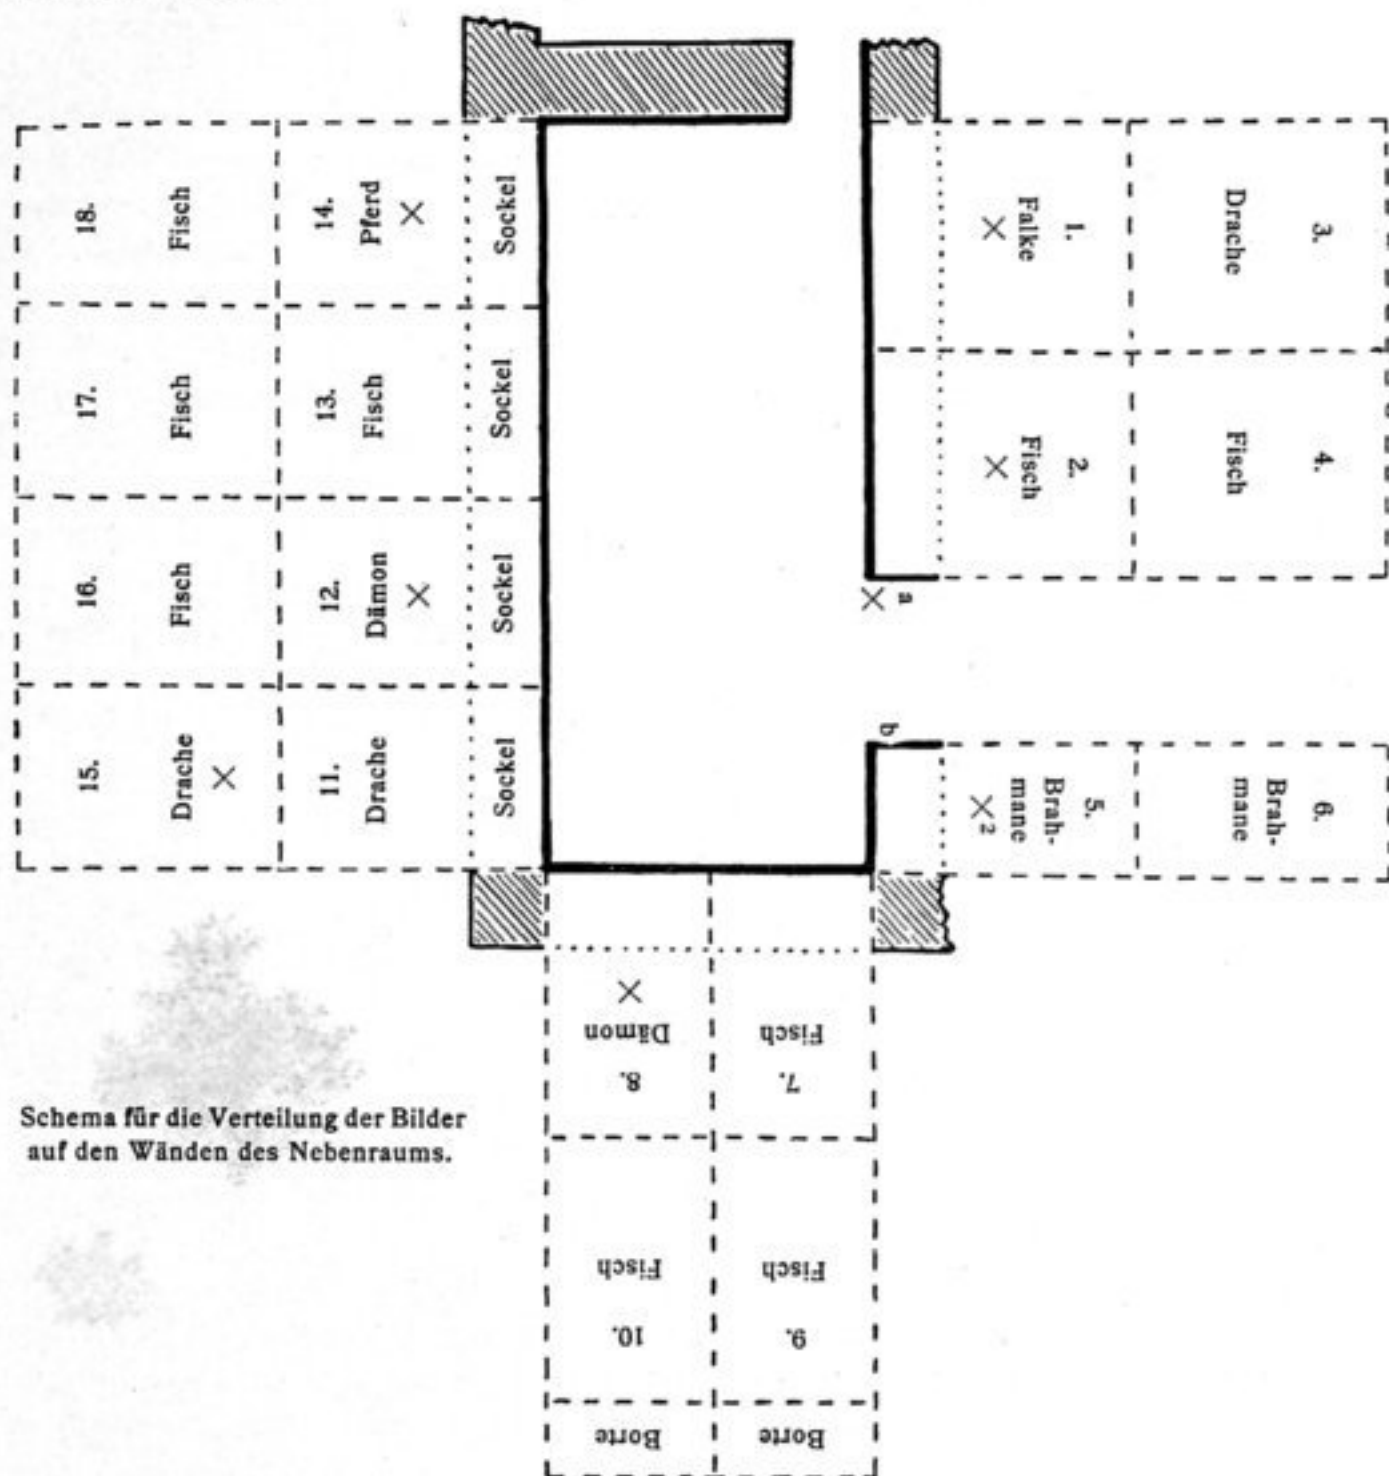 18.
Fisch
14.
Pferd
Sockel
17.
Fisch
13.
Fisch
Sockel
16.
Fisch
12.
Dämon
Sockel
15.
Drache
11.
Drache
Sockel
1.
Falke
3.
Drache
2.
Fisch
4.
Fisch
a
b
5.
Brah-
mane
2
6.
Brah-
mane
Dämon
8.
Fisch
7.
Fisch
10.
Fisch
9.
Borte
Borte
Schema für die Verteilung der Bilder
auf den Wänden des Nebenraums.